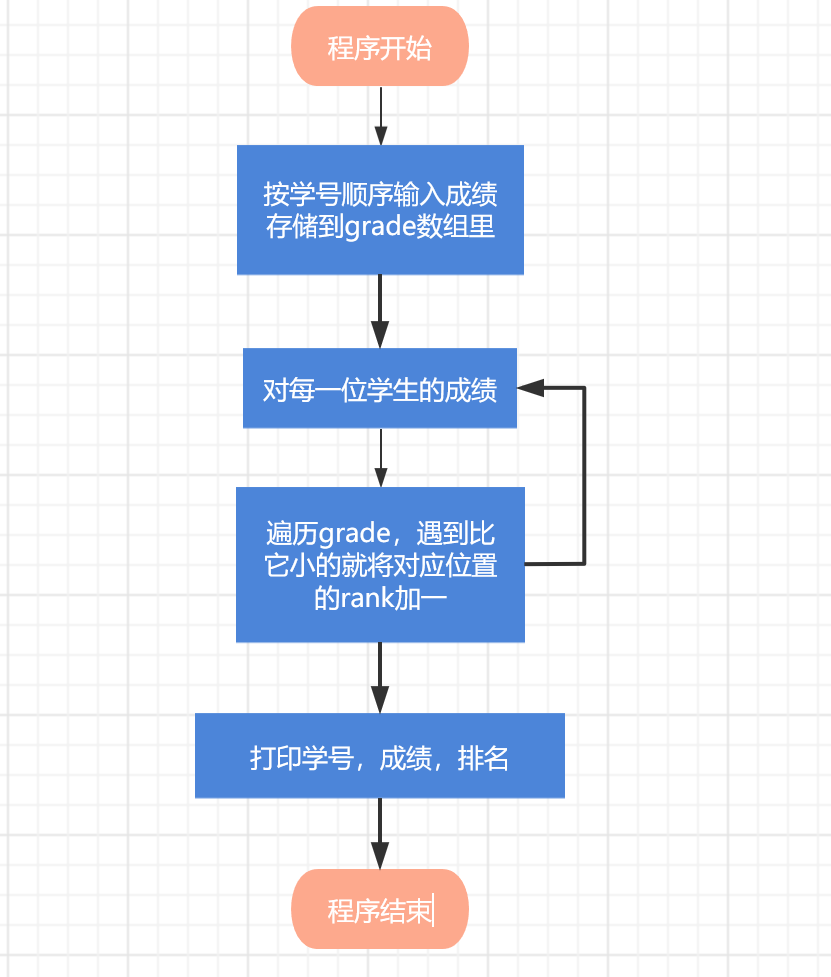 程序开始
按学号顺序输入成绩
存储到grade数组里
对每一位学生的成绩
遍历grade，遇到比
它小的就将对应位置
的rank加一
打印学号，成绩，排名
程序结束